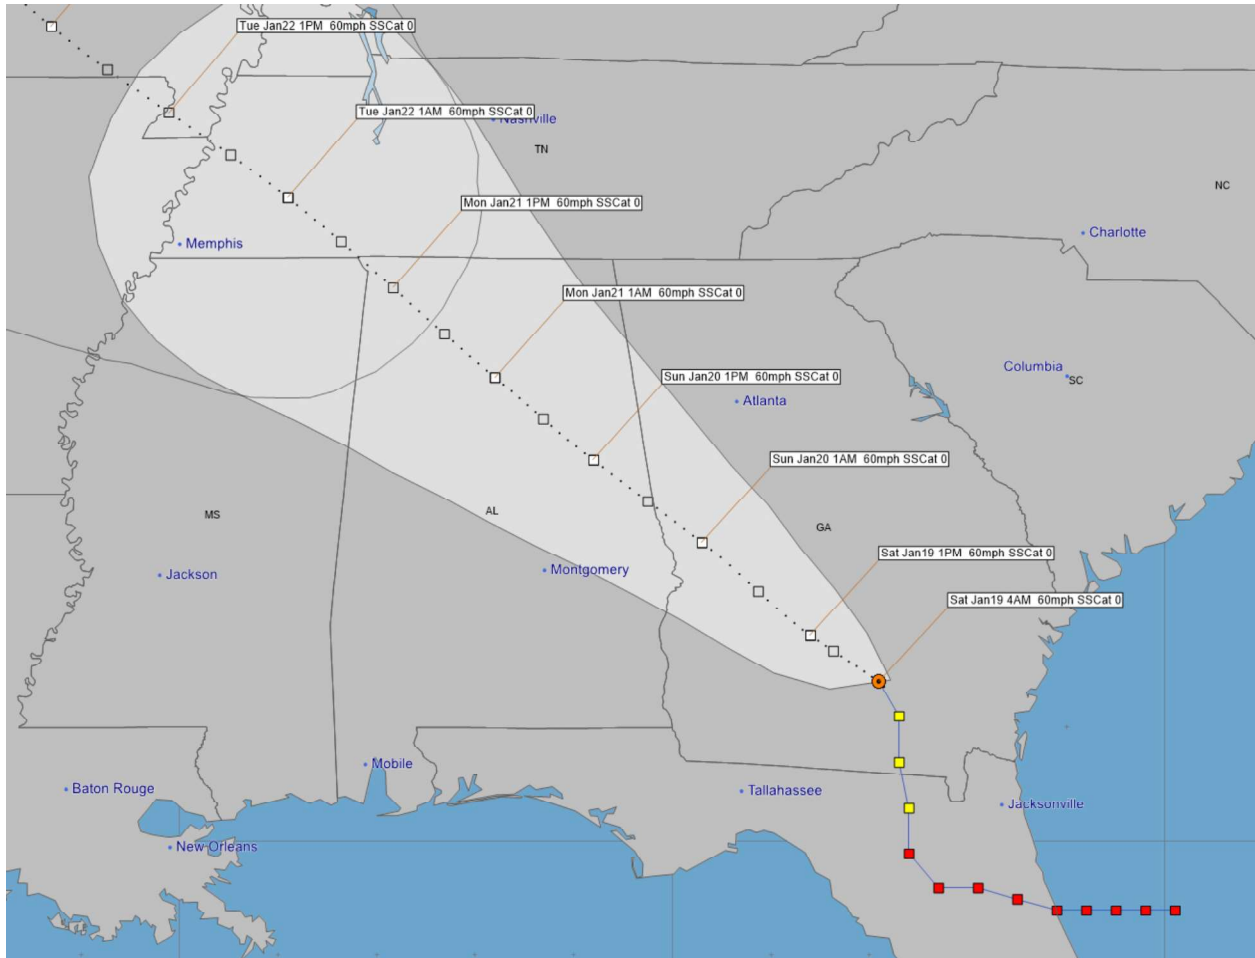 Tue Jan22 1PM  60mph SSCat 0
Tue Jan22 1AM  60mph SSCat 0
Nashville
TN
NC
Mon Jan21 1PM  60mph SSCat 0
Memphis
Charlotte
Mon Jan21 1AM  60mph SSCat 0
Columbia
Sun Jan20 1PM  60mph SSCat 0
SC
Atlanta
Sun Jan20 1AM  60mph SSCat 0
MS
AL
GA
Sat Jan19 1PM  60mph SSCat 0
Jackson
Montgomery
Sat Jan19 4AM  60mph SSCat 0
Mobile
Baton Rouge
Tallahassee
Jacksonville
New Orleans